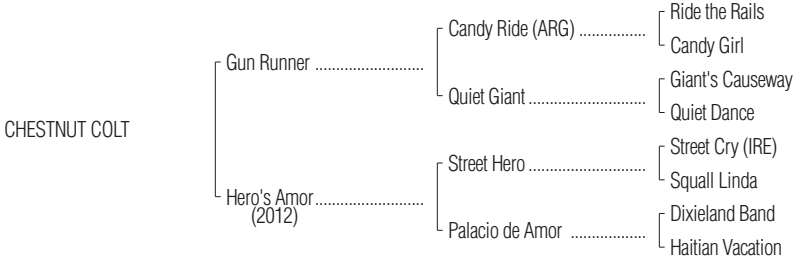 Ride the Rails
Candy Ride (ARG) ................
Candy Girl
Gun Runner ..........................
Giant's Causeway
Quiet Giant ............................
Quiet Dance
CHESTNUT COLT
Street Cry (IRE)
Street Hero ............................
Squall Linda
Hero's Amor ..........................
(2012)
Dixieland Band
Palacio de Amor ..................
Haitian Vacation